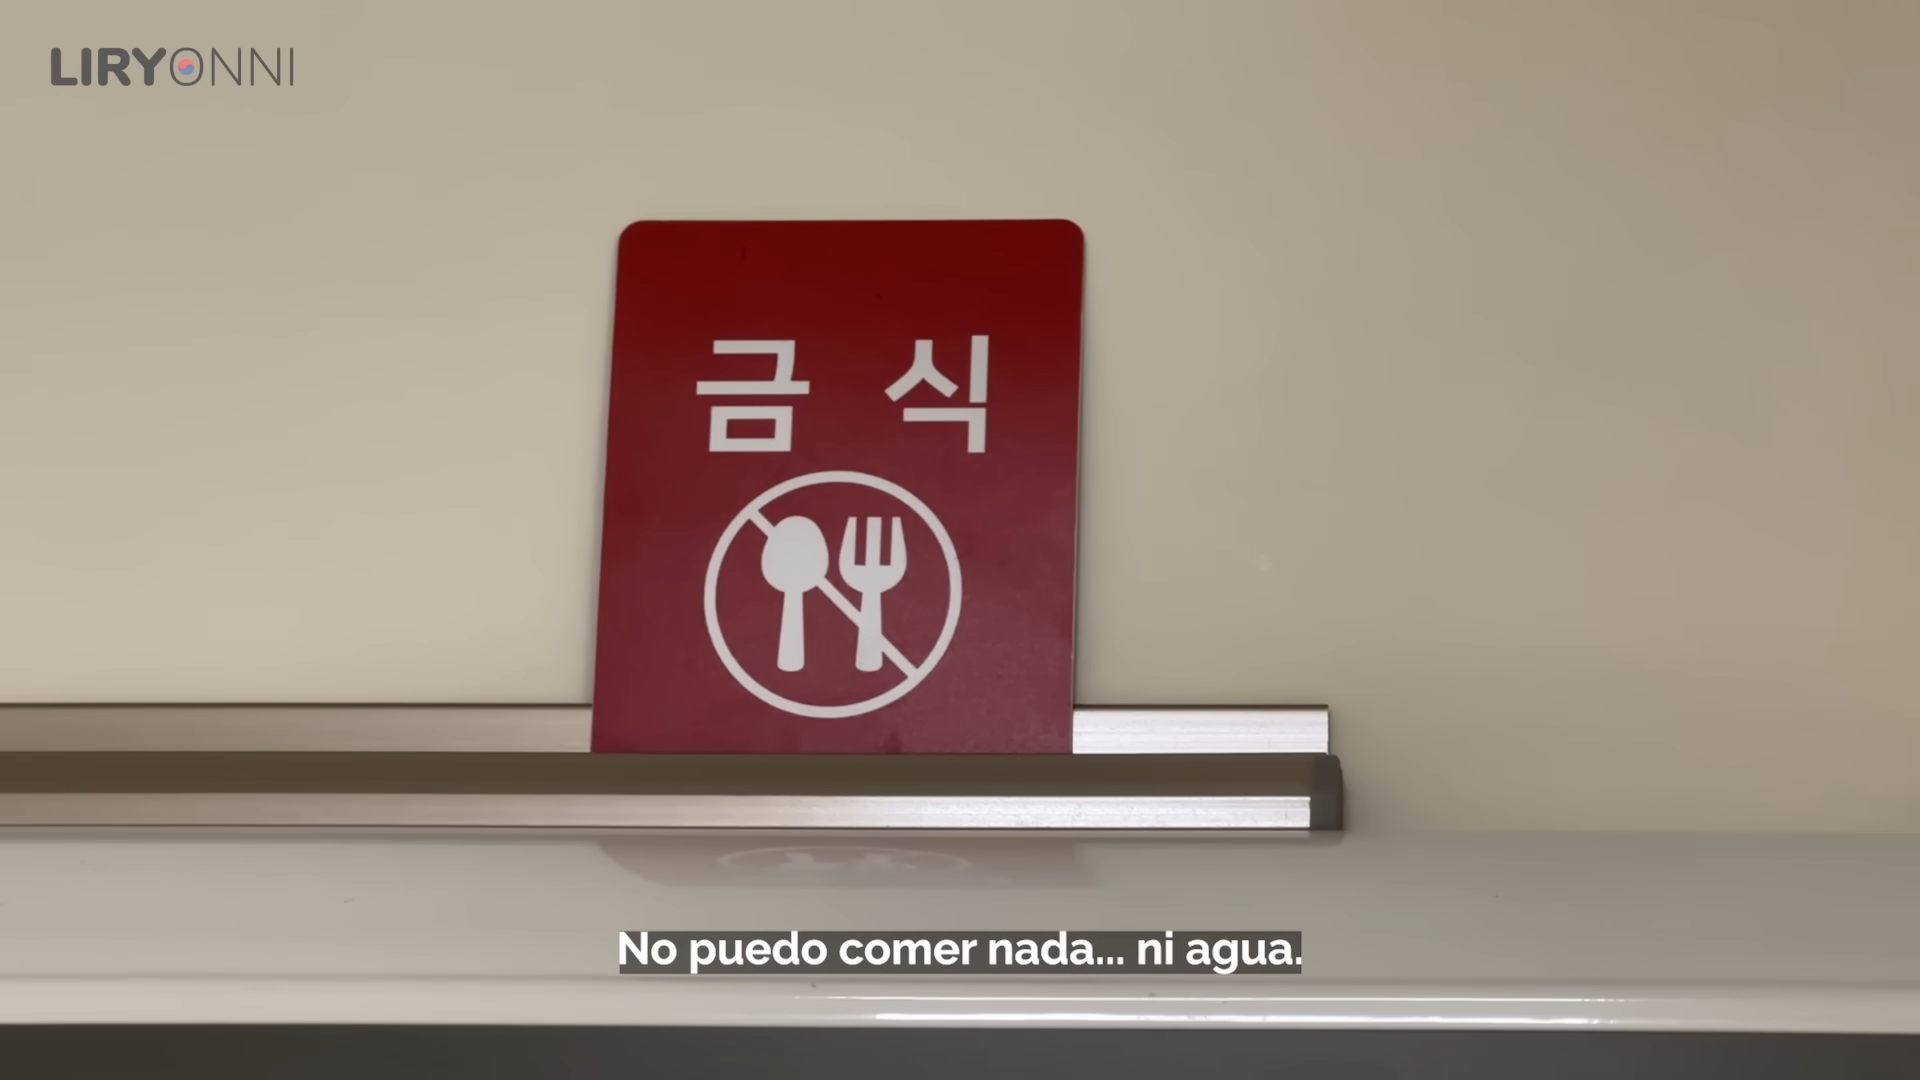 LIRYONNI
금 식
No puedo comer nada... ni agua.